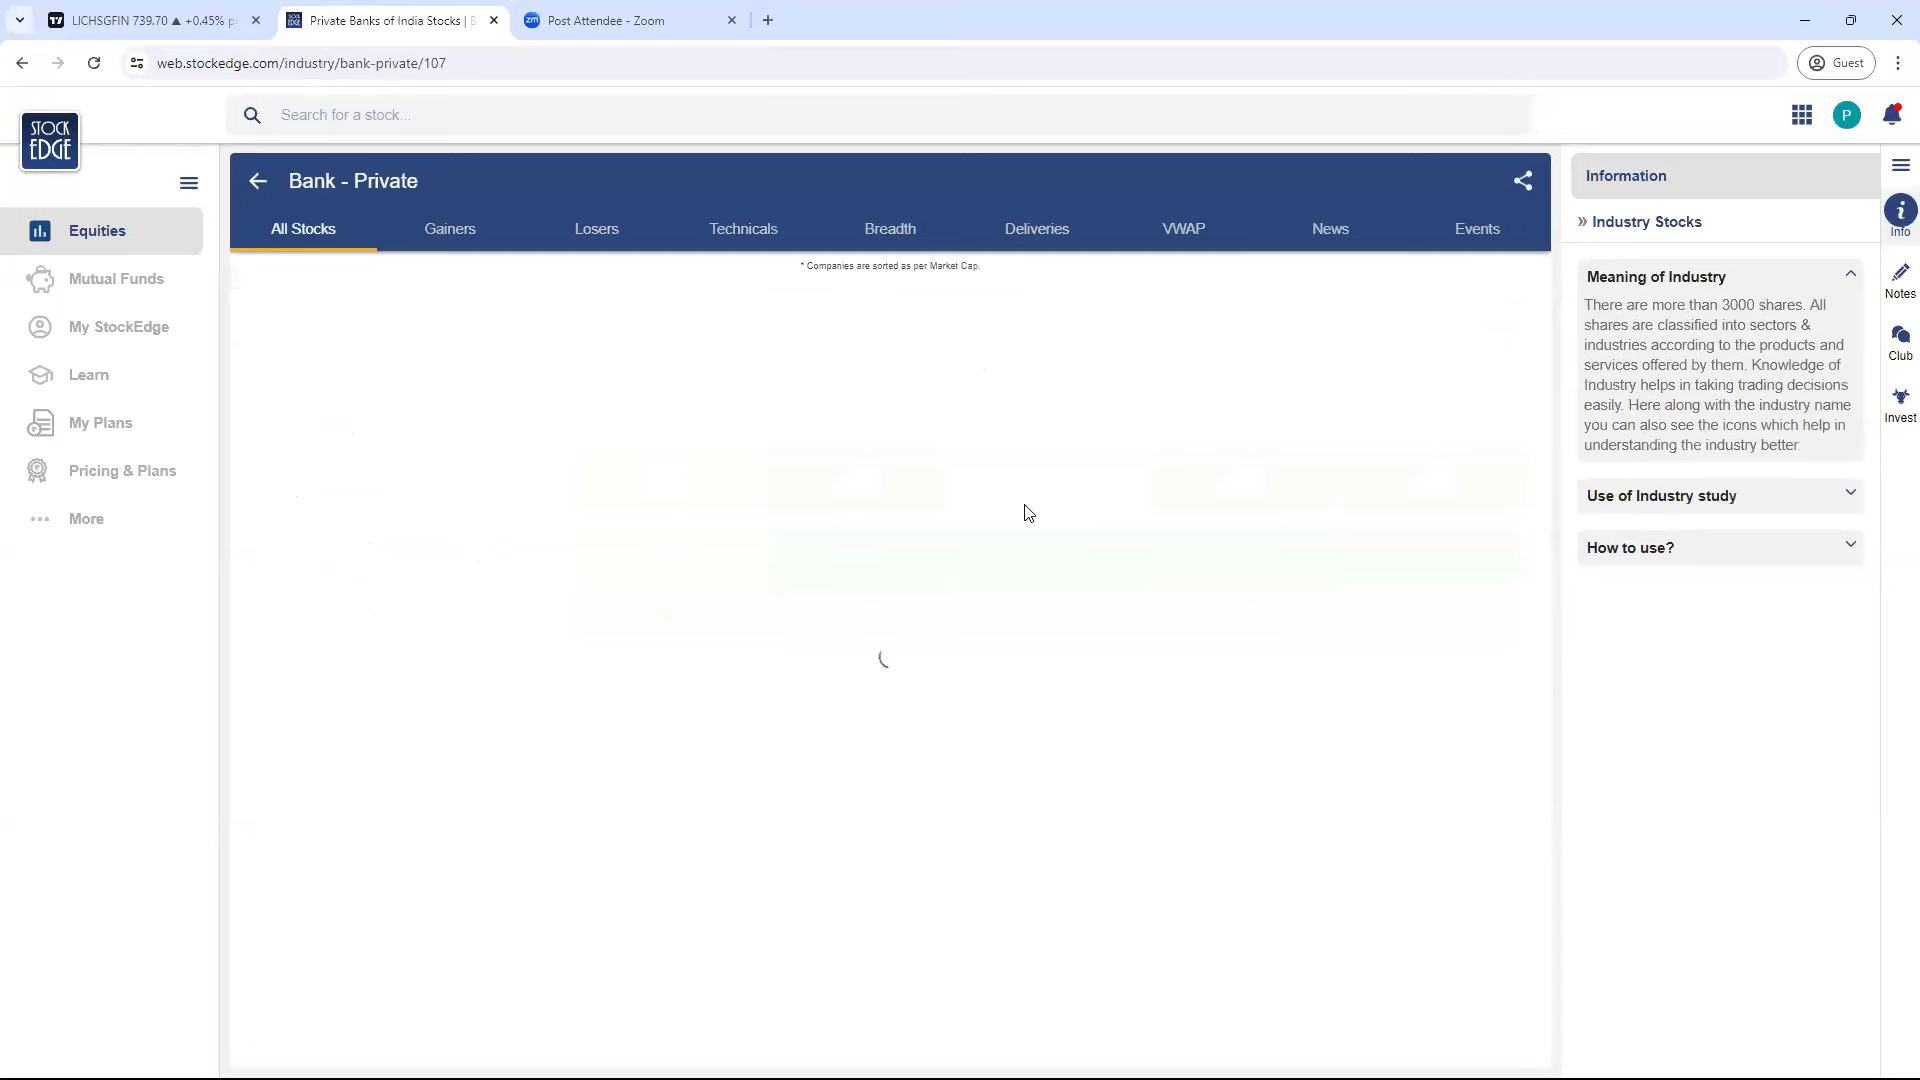 LICHSGFIN 739.70 ▲ +0.45%
Private Banks of India Stocks |
Post Attendee - Zoom
web.stockedge.com/industry/bank-private/107
Guest
STOCK
EDGE
Search for a stock...
P
Equities
Mutual Funds
My StockEdge
Learn
My Plans
Pricing & Plans
More
Bank - Private
All Stocks
Gainers
Losers
Technicals
Breadth
Deliveries
VWAP
News
Events
* Companies are sorted as per Market Cap.
Information
» Industry Stocks
Meaning of Industry
There are more than 3000 shares. All
shares are classified into sectors &
industries according to the products and
services offered by them. Knowledge of
Industry helps in taking trading decisions
easily. Here along with the industry name
you can also see the icons which help in
understanding the industry better.
Use of Industry study
How to use?
Info
Notes
Club
Invest